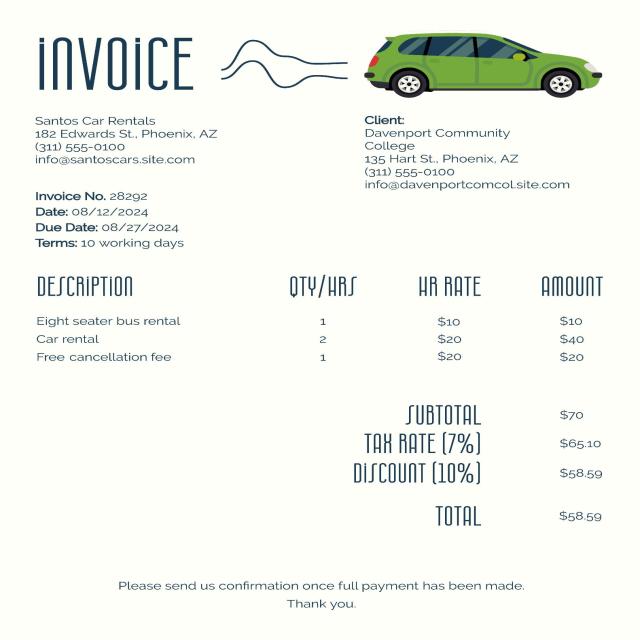 INVOICE
Santos Car Rentals
182 Edwards St., Phoenix, AZ
(311) 555-0100
info@santoscars.site.com
Client:
Davenport Community
College
135 Hart St., Phoenix, AZ
(311) 555-0100
info@davenportcomcol.site.com
Invoice No. 28292
Date: 08/12/2024
Due Date: 08/27/2024
Terms: 10 working days
DESCRIPTION QTY/HRS HR RATE AMOUNT
Eight seater bus rental 1 $10 $10
Car rental 2 $20 $40
Free cancellation fee 1 $20 $20
SUBTOTAL $70
TAX RATE (7%) $65.10
DISCOUNT (10%) $58.59
TOTAL $58.59
Please send us confirmation once full payment has been made.
Thank you.